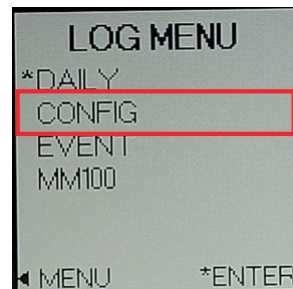 LOG MENU
*DAILY
CONFIG
EVENT
MM100
◄ MENU *ENTER